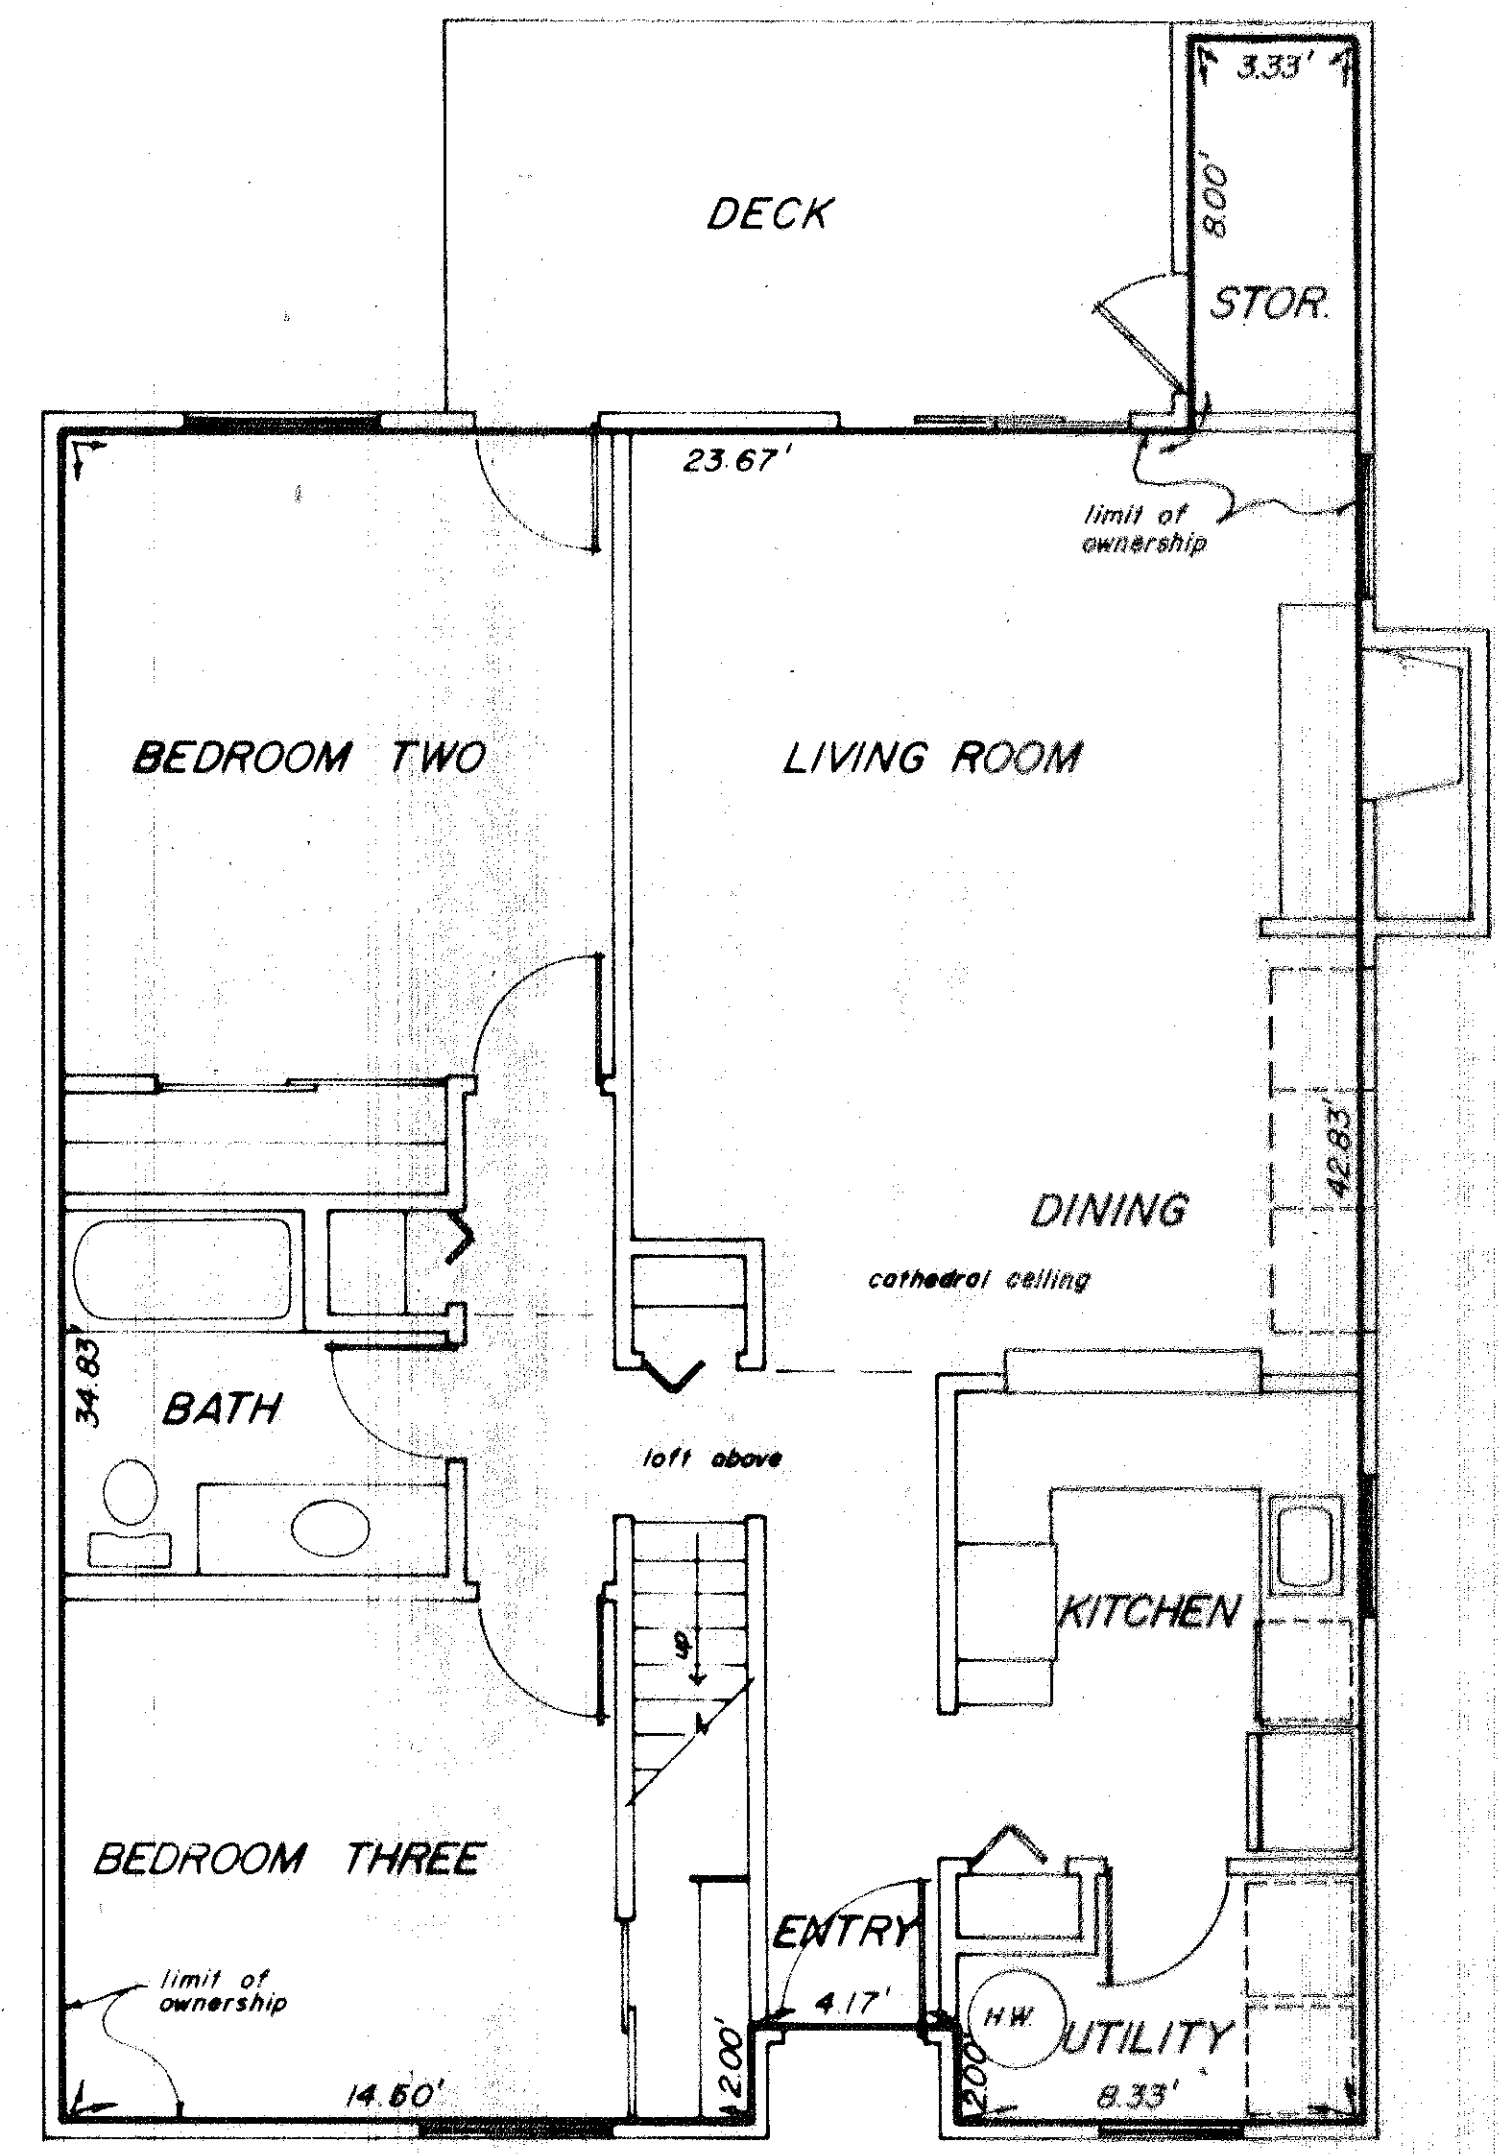 3.33'
8.00'
DECK
STOR.
23.67'
limit of
ownership
BEDROOM TWO
LIVING ROOM
42.83'
DINING
cathedral ceiling
34.83'
BATH
loft above
KITCHEN
up
BEDROOM THREE
ENTRY
limit of
ownership
4.17'
H.W.
UTILITY
2.00'
2.00'
14.50'
8.33'